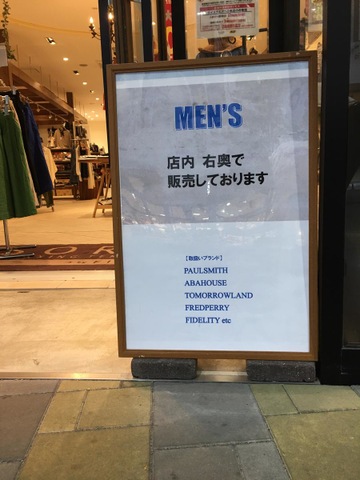 MEN'S
店内 右奥で
販売しております
【取扱いブランド】
PAULSMITH
ABAHOUSE
TOMORROWLAND
FREDPERRY
FIDELITY etc